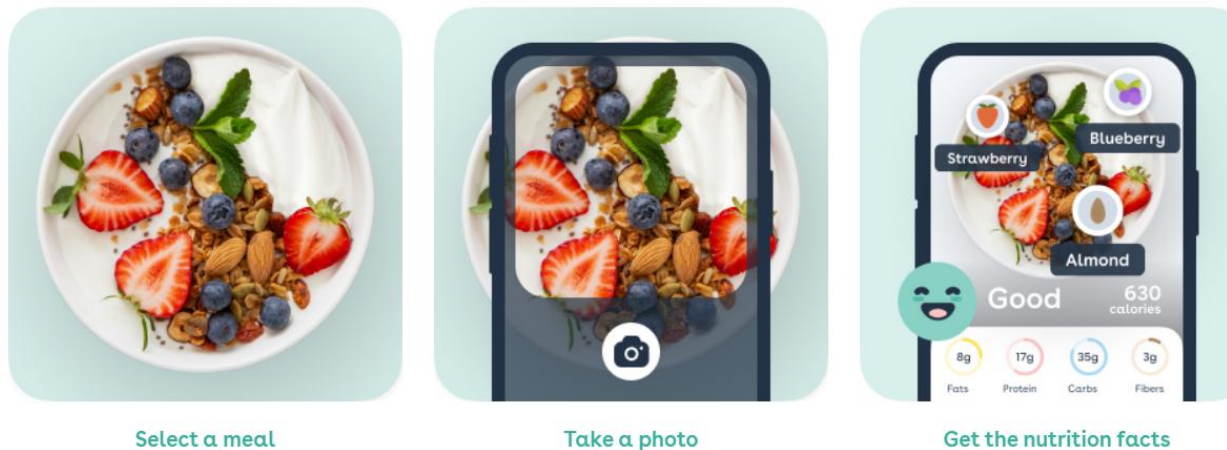 Strawberry
Blueberry
Almond
Good
630
calories
8g
17g
35g
3g
Fats
Protein
Carbs
Fibers
Select a meal
Take a photo
Get the nutrition facts